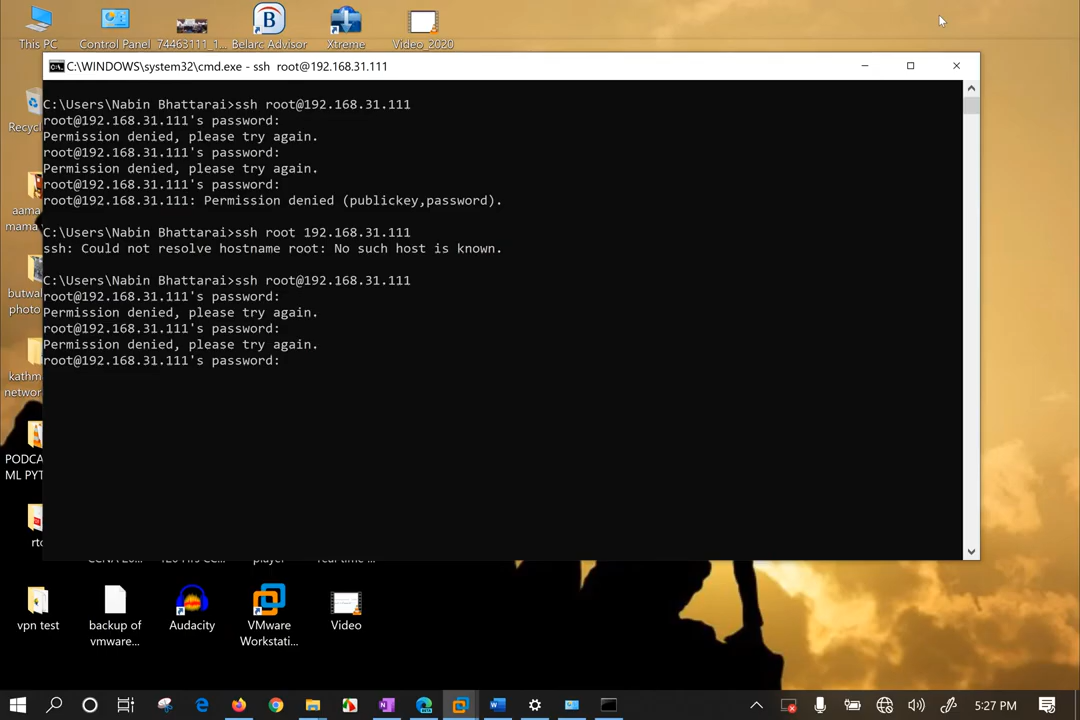 This PC
Control Panel
74463111_1...
Belarc Advisor
Xtreme
Video_2020
C:\WINDOWS\system32\cmd.exe - ssh  root@192.168.31.111
C:\Users\Nabin Bhattarai>ssh root@192.168.31.111
root@192.168.31.111's password:
Permission denied, please try again.
root@192.168.31.111's password:
Permission denied, please try again.
root@192.168.31.111's password:
root@192.168.31.111: Permission denied (publickey,password).
C:\Users\Nabin Bhattarai>ssh root 192.168.31.111
ssh: Could not resolve hostname root: No such host is known.
C:\Users\Nabin Bhattarai>ssh root@192.168.31.111
root@192.168.31.111's password:
Permission denied, please try again.
root@192.168.31.111's password:
Permission denied, please try again.
root@192.168.31.111's password:
Recycl
aama
mama
butwal
photo
kathm
networ
PODCA
ML PYT
rto
vpn test
backup of
vmware...
Audacity
VMware
Workstati...
Video
5:27 PM